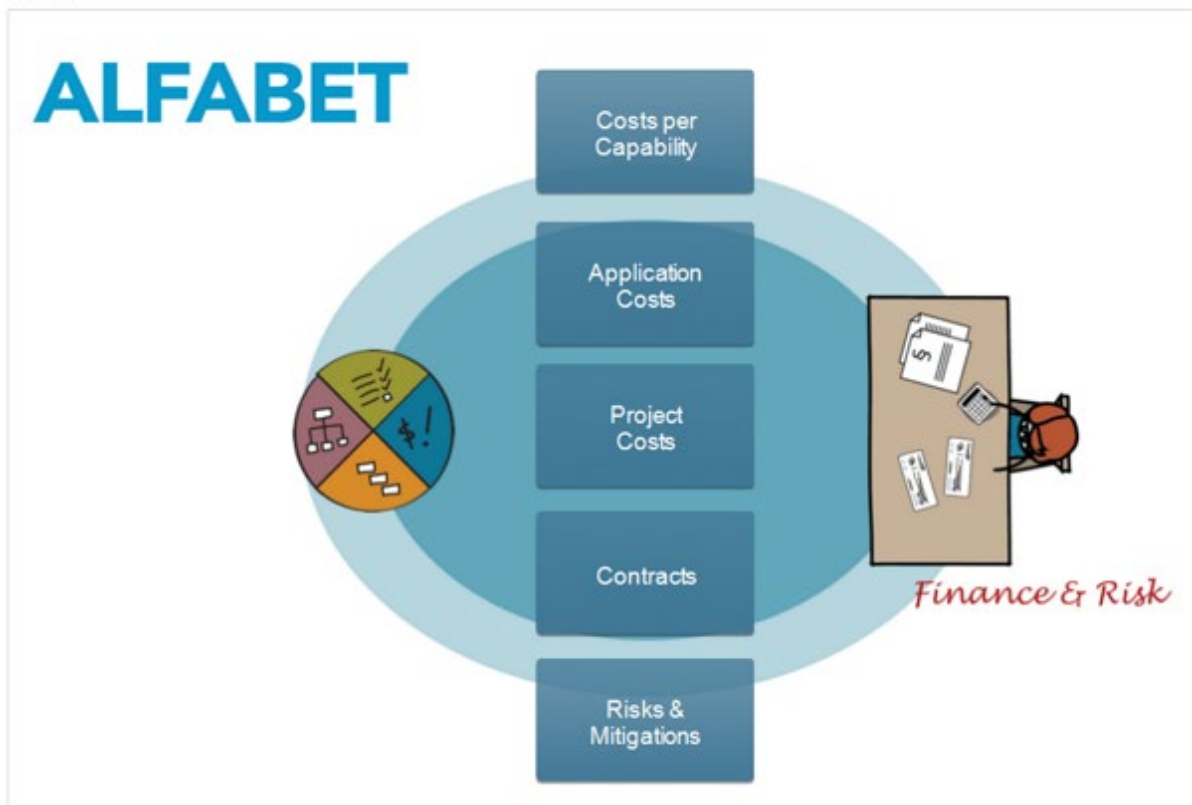 ALFABET
Costs per
Capability
Application
Costs
Project
Costs
Contracts
Risks &
Mitigations
Finance & Risk
$!
§